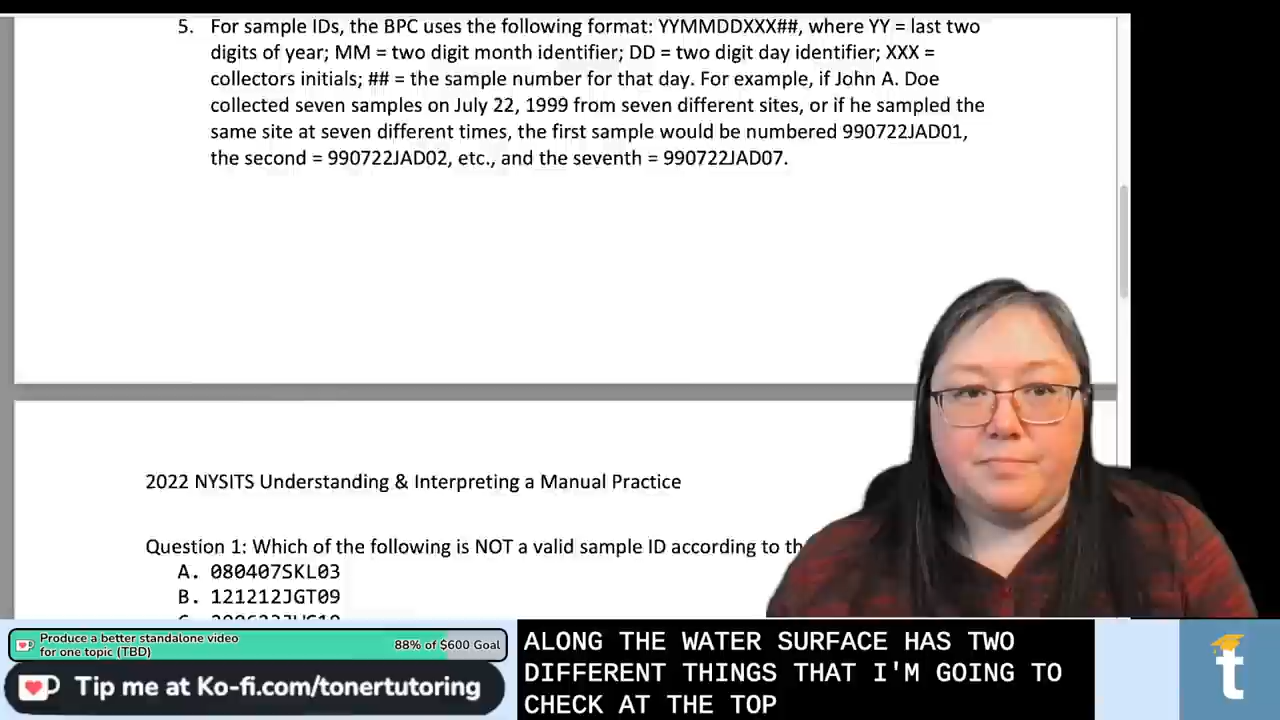 5. For sample IDs, the BPC uses the following format: YYMMDDXXX##, where YY = last two
digits of year; MM = two digit month identifier; DD = two digit day identifier; XXX =
collectors initials; ## = the sample number for that day. For example, if John A. Doe
collected seven samples on July 22, 1999 from seven different sites, or if he sampled the
same site at seven different times, the first sample would be numbered 990722JAD01,
the second = 990722JAD02, etc., and the seventh = 990722JAD07.
2022 NYSITS Understanding & Interpreting a Manual Practice
Question 1: Which of the following is NOT a valid sample ID according to th
A. 080407SKL03
B. 121212JGT09
Produce a better standalone video
for one topic (TBD)
88% of $600 Goal
Tip me at Ko-fi.com/tonertutoring
ALONG THE WATER SURFACE HAS TWO
DIFFERENT THINGS THAT I'M GOING TO
CHECK AT THE TOP
t